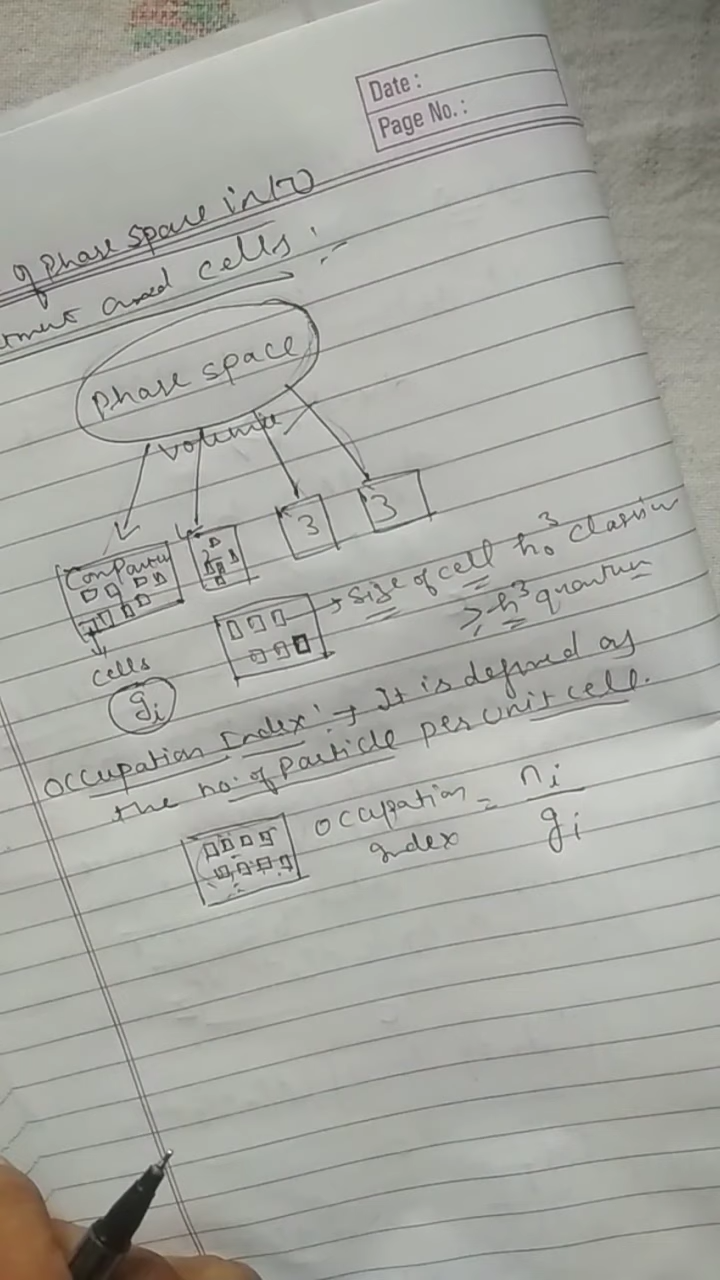 Date :
Page No. :
of phase space into
tment and cells :-
Phase space
volume
3
3
cells
gi
→ size of cell h₀³ classica
≥ h³ quantum
Occupation Index :→ It is defined as
the no. of Particle per unit cell.
Occupation Index = ni/gi